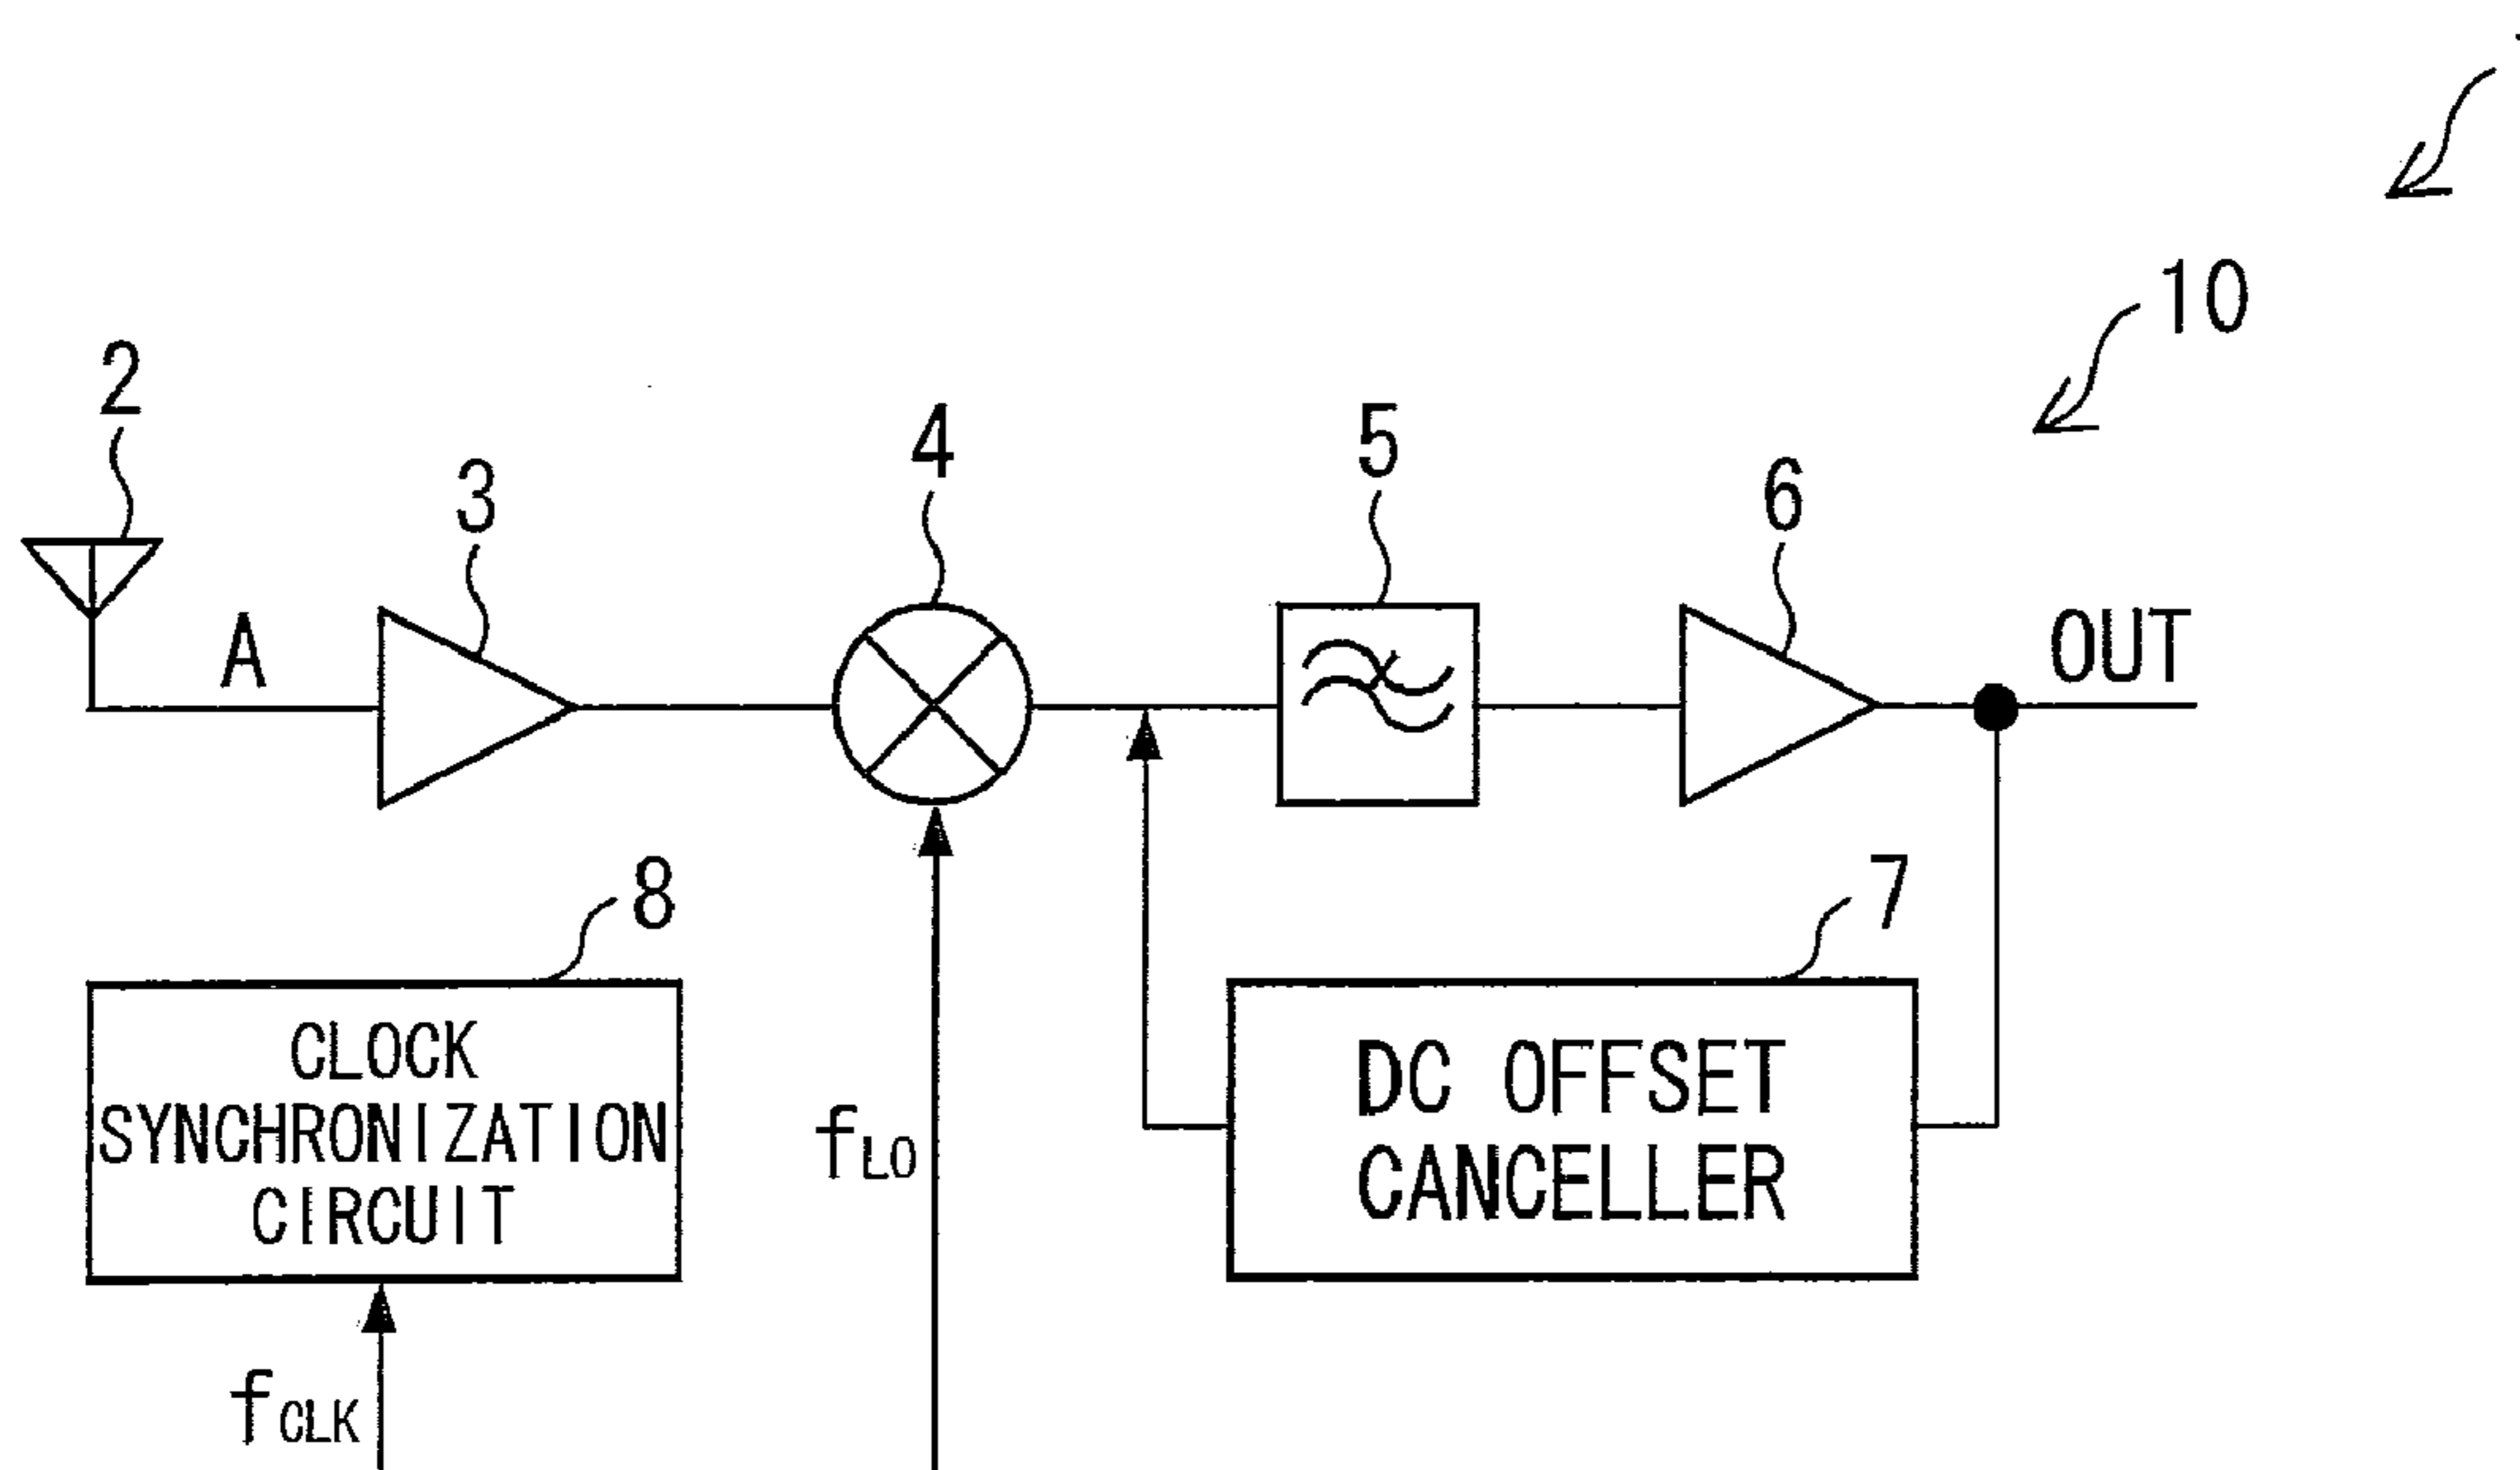 10
2
3
4
5
6
A
OUT
8
7
CLOCK
SYNCHRONIZATION
CIRCUIT
DC OFFSET
CANCELLER
fLO
fCLK